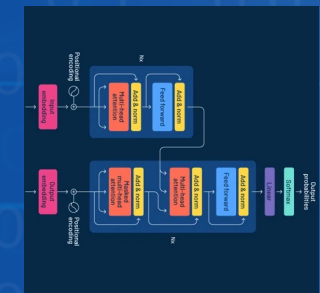 Output
probabilities
Softmax
Linear
Add & norm
Feed forward
Add & norm
Multi-head
attention
Add & norm
Masked
multi-head
attention
Nx
Positional
encoding
Output
embedding
Nx
Add & norm
Feed forward
Add & norm
Multi-head
attention
Positional
encoding
Input
embedding